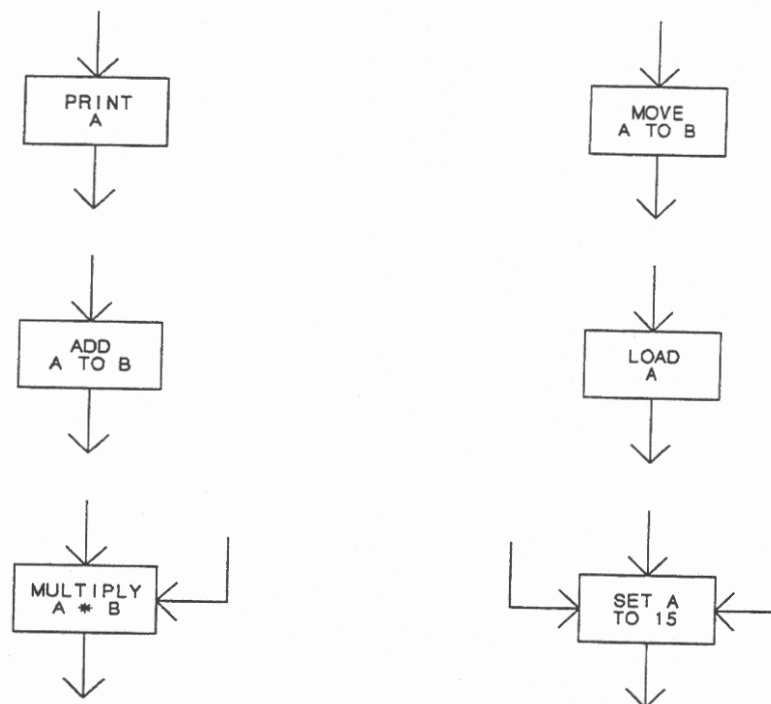 PRINT
A
MOVE
A TO B
ADD
A TO B
LOAD
A
MULTIPLY
A * B
SET A
TO 15